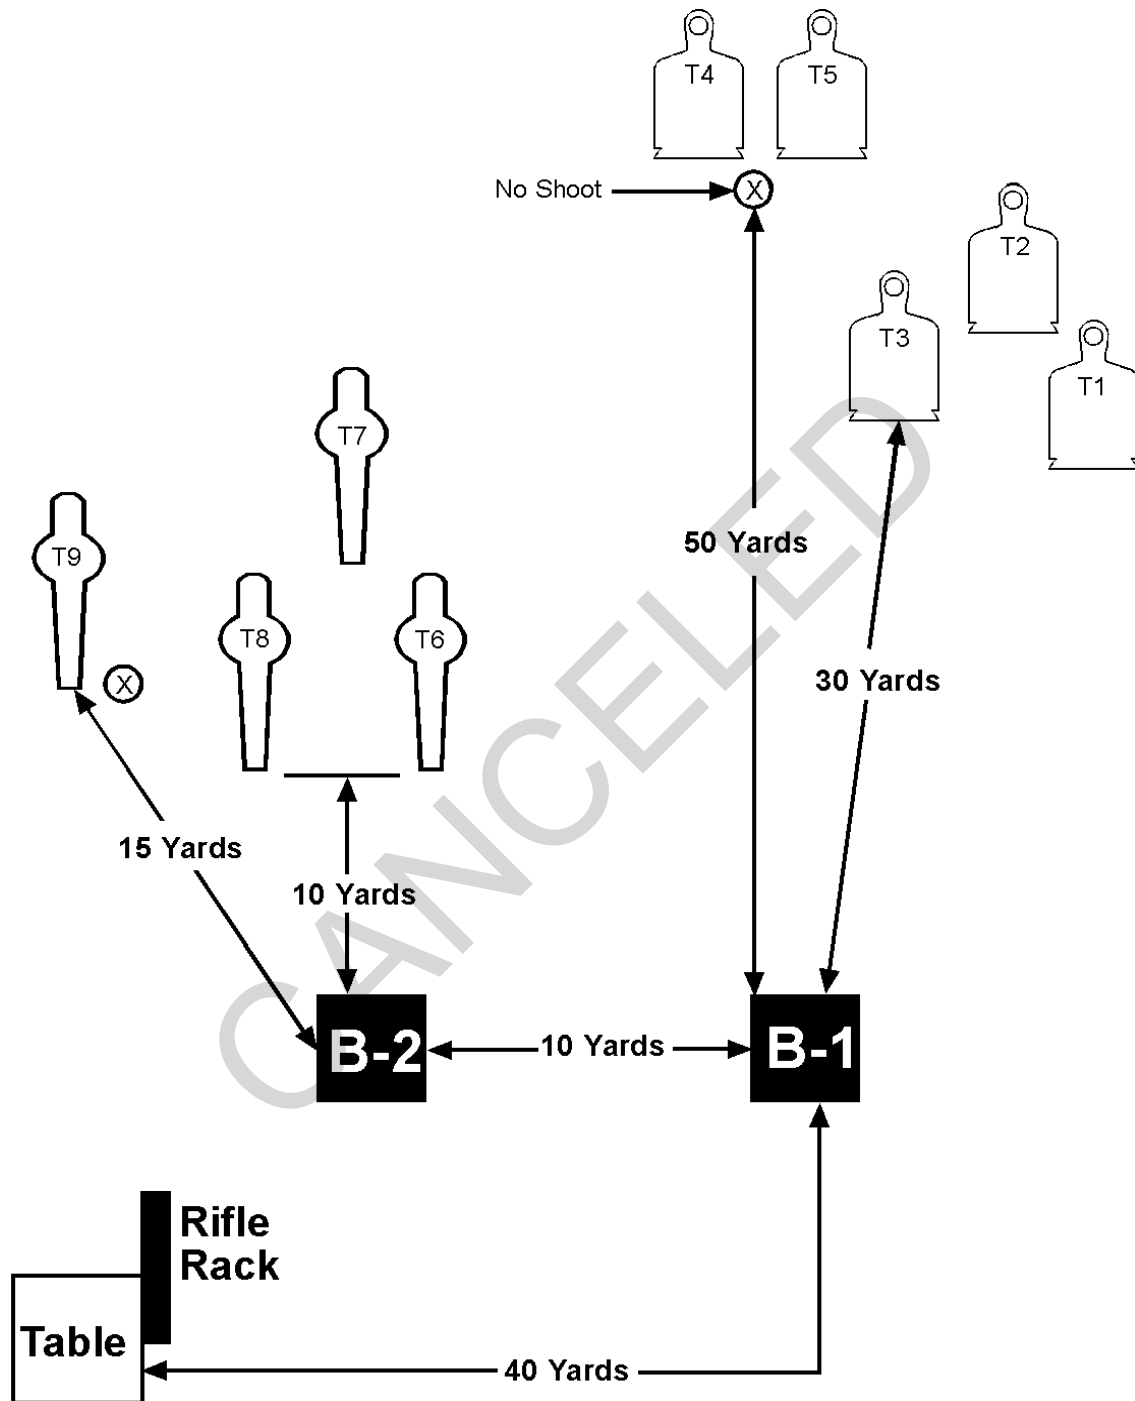 T4
T5
No Shoot
X
T2
T3
T1
T7
50 Yards
T9
T8
T6
30 Yards
X
15 Yards
10 Yards
CANCELED
B-2
10 Yards
B-1
Rifle
Rack
Table
40 Yards